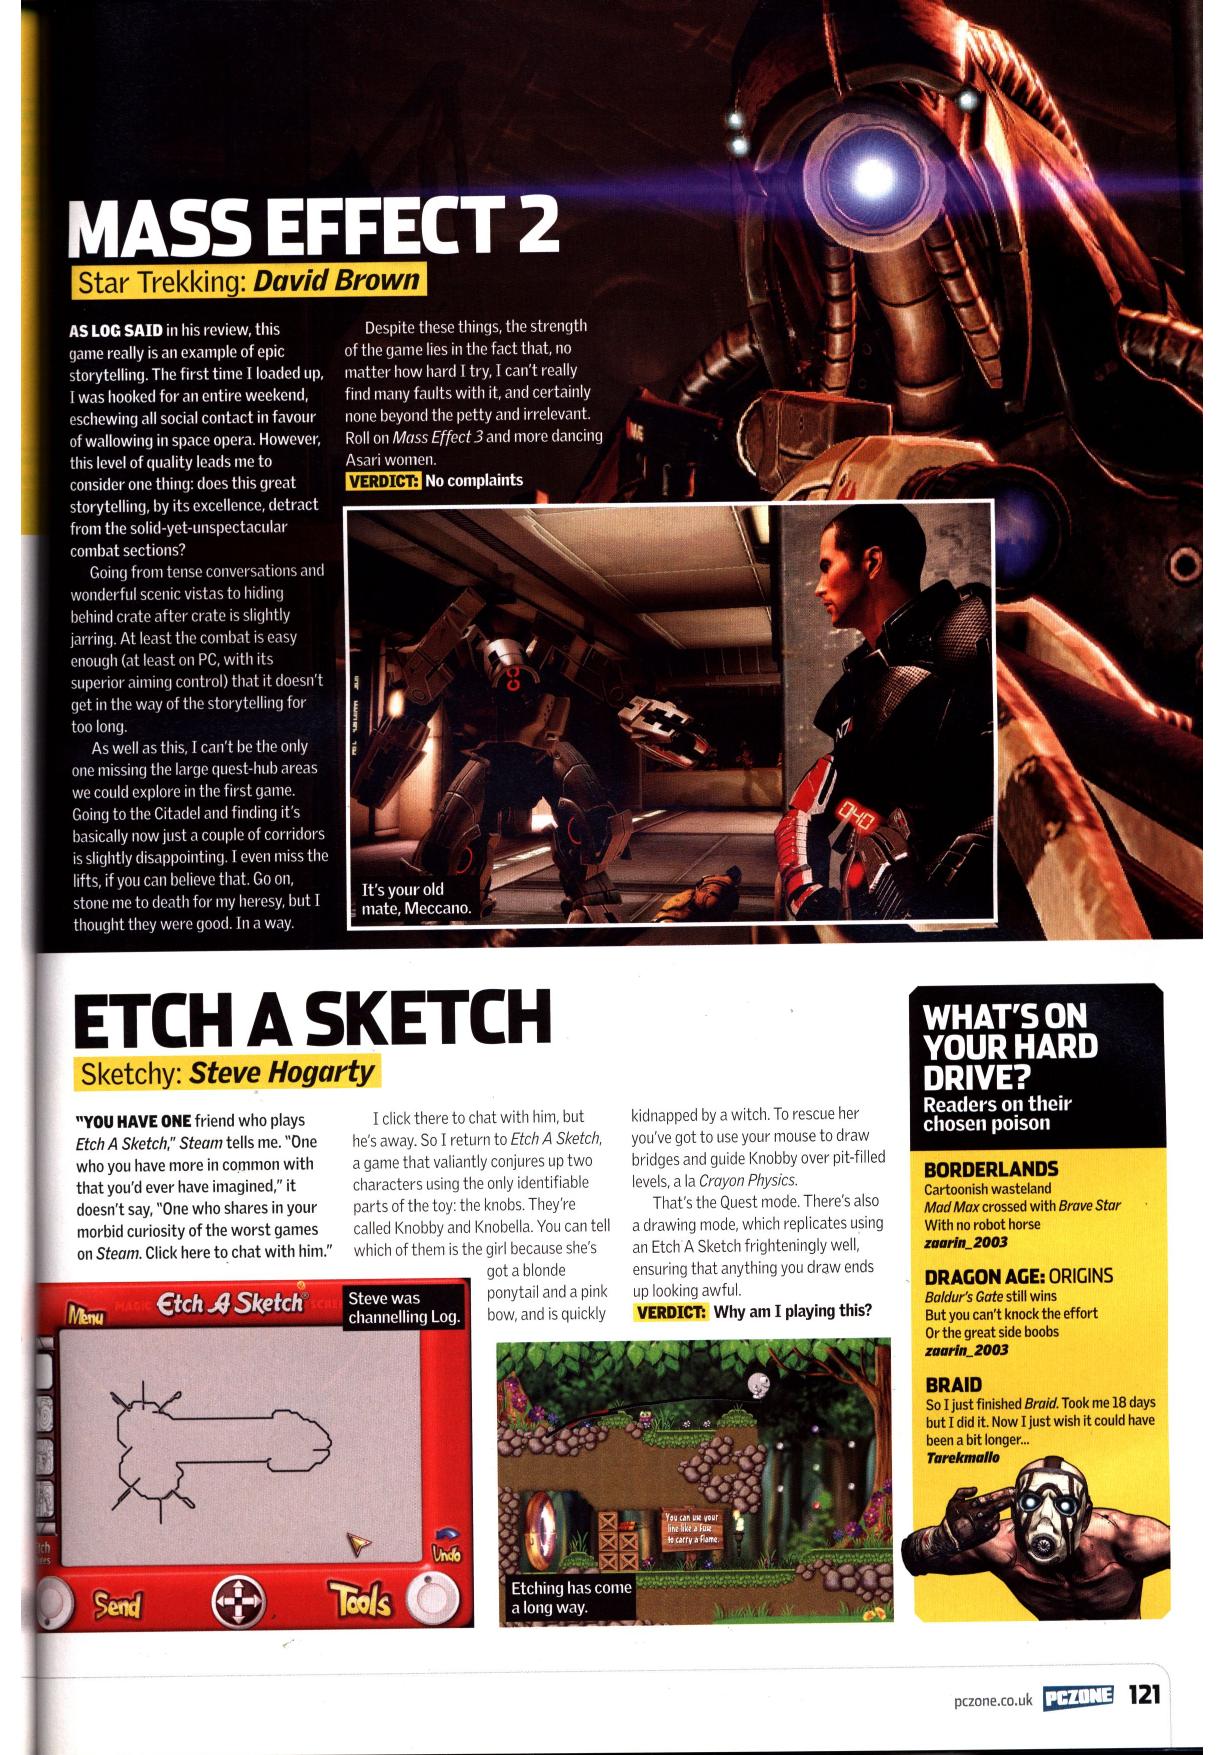 MASS EFFECT 2
Star Trekking: David Brown
AS LOG SAID in his review, this
game really is an example of epic
storytelling. The first time I loaded up,
I was hooked for an entire weekend,
eschewing all social contact in favour
of wallowing in space opera. However,
this level of quality leads me to
consider one thing: does this great
storytelling, by its excellence, detract
from the solid-yet-unspectacular
combat sections?
Going from tense conversations and
wonderful scenic vistas to hiding
behind crate after crate is slightly
jarring. At least the combat is easy
enough (at least on PC, with its
superior aiming control) that it doesn't
get in the way of the storytelling for
too long.
As well as this, I can't be the only
one missing the large quest-hub areas
we could explore in the first game.
Going to the Citadel and finding it's
basically now just a couple of corridors
is slightly disappointing. I even miss the
lifts, if you can believe that. Go on,
stone me to death for my heresy, but I
thought they were good. In a way.
Despite these things, the strength
of the game lies in the fact that, no
matter how hard I try, I can't really
find many faults with it, and certainly
none beyond the petty and irrelevant.
Roll on Mass Effect 3 and more dancing
Asari women.
VERDICT: No complaints
N7
040
It's your old
mate, Meccano.
ETCH A SKETCH
Sketchy: Steve Hogarty
"YOU HAVE ONE friend who plays
Etch A Sketch," Steam tells me. "One
who you have more in common with
that you'd ever have imagined," it
doesn't say, "One who shares in your
morbid curiosity of the worst games
on Steam. Click here to chat with him."
I click there to chat with him, but
he's away. So I return to Etch A Sketch,
a game that valiantly conjures up two
characters using the only identifiable
parts of the toy: the knobs. They're
called Knobby and Knobella. You can tell
which of them is the girl because she's
got a blonde
ponytail and a pink
bow, and is quickly
kidnapped by a witch. To rescue her
you've got to use your mouse to draw
bridges and guide Knobby over pit-filled
levels, a la Crayon Physics.
That's the Quest mode. There's also
a drawing mode, which replicates using
an Etch A Sketch frighteningly well,
ensuring that anything you draw ends
up looking awful.
VERDICT: Why am I playing this?
Menu
MAGIC Etch A Sketch® SCREE
Steve was
channelling Log.
Undo
Send
Tools
You can use your
line like a fuse
to carry a flame.
Etching has come
a long way.
WHAT'S ON
YOUR HARD
DRIVE?
Readers on their
chosen poison
BORDERLANDS
Cartoonish wasteland
Mad Max crossed with Brave Star
With no robot horse
zaarin_2003
DRAGON AGE: ORIGINS
Baldur's Gate still wins
But you can't knock the effort
Or the great side boobs
zaarin_2003
BRAID
So I just finished Braid. Took me 18 days
but I did it. Now I just wish it could have
been a bit longer...
Tarekmallo
pczone.co.uk PCZONE 121